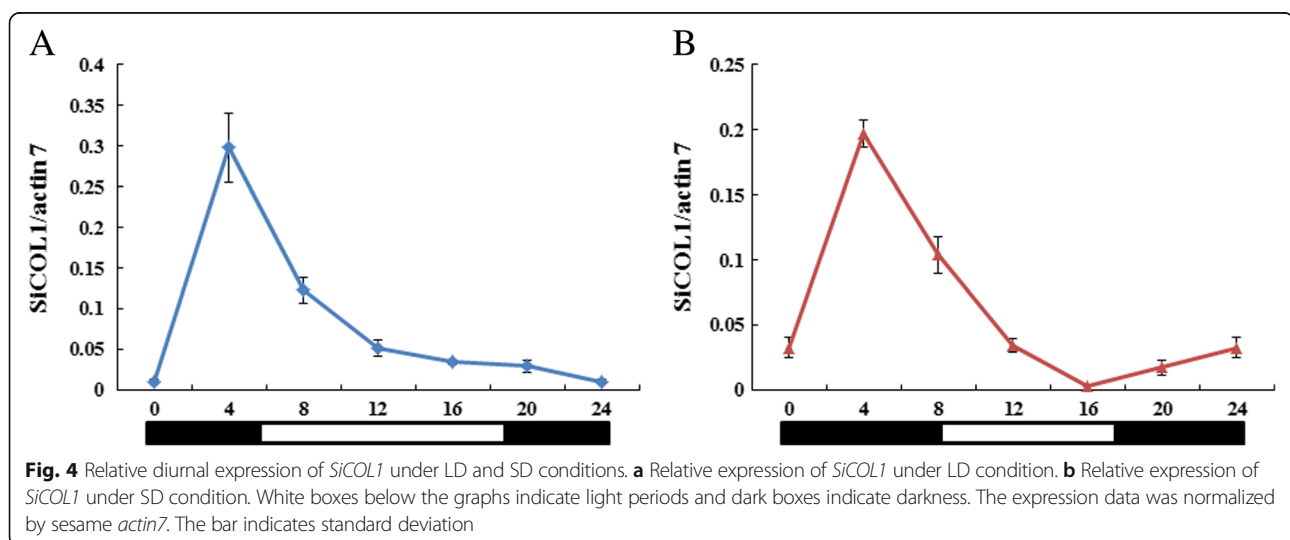 A
SiCOL1/actin 7
0.4
0.35
0.3
0.25
0.2
0.15
0.1
0.05
0
0 4 8 12 16 20 24
B
SiCOL1/actin 7
0.25
0.2
0.15
0.1
0.05
0
0 4 8 12 16 20 24
Fig. 4 Relative diurnal expression of SiCOL1 under LD and SD conditions. a Relative expression of SiCOL1 under LD condition. b Relative expression of
SiCOL1 under SD condition. White boxes below the graphs indicate light periods and dark boxes indicate darkness. The expression data was normalized
by sesame actin7. The bar indicates standard deviation